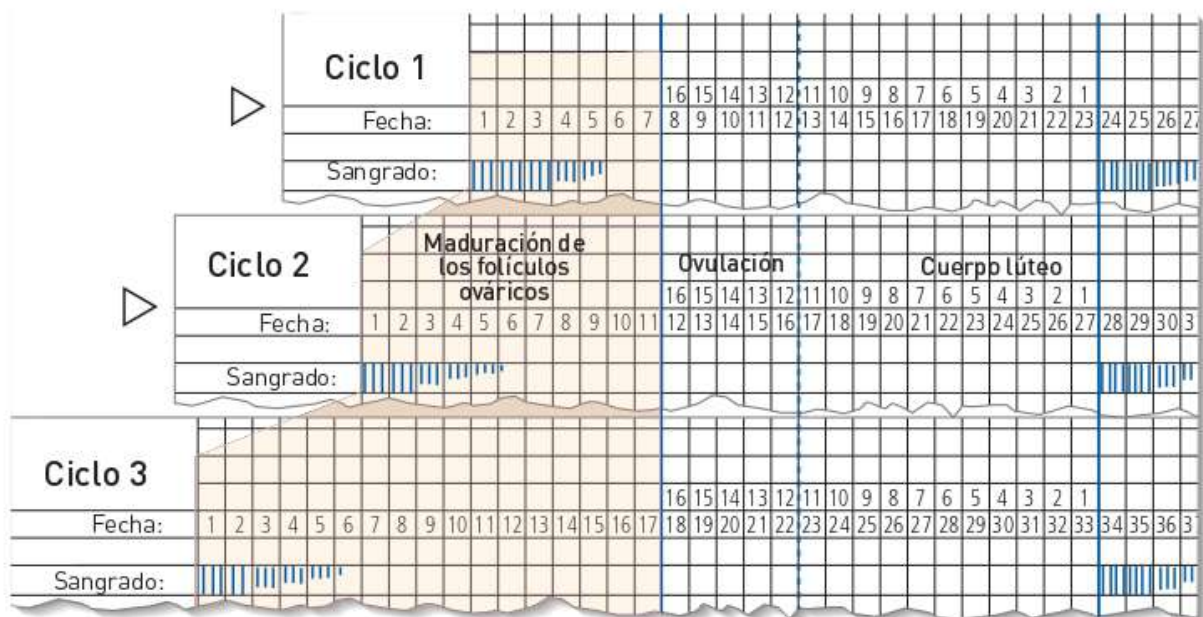 Ciclo 1
16 15 14 13 12 11 10 9 8 7 6 5 4 3 2 1
Fecha: 1 2 3 4 5 6 7 8 9 10 11 12 13 14 15 16 17 18 19 20 21 22 23 24 25 26 27
Sangrado:
Ciclo 2
Maduración de
los folículos
ováricos
Ovulación
Cuerpo lúteo
16 15 14 13 12 11 10 9 8 7 6 5 4 3 2 1
Fecha: 1 2 3 4 5 6 7 8 9 10 11 12 13 14 15 16 17 18 19 20 21 22 23 24 25 26 27 28 29 30 3
Sangrado:
Ciclo 3
16 15 14 13 12 11 10 9 8 7 6 5 4 3 2 1
Fecha: 1 2 3 4 5 6 7 8 9 10 11 12 13 14 15 16 17 18 19 20 21 22 23 24 25 26 27 28 29 30 31 32 33 34 35 36 3
Sangrado: